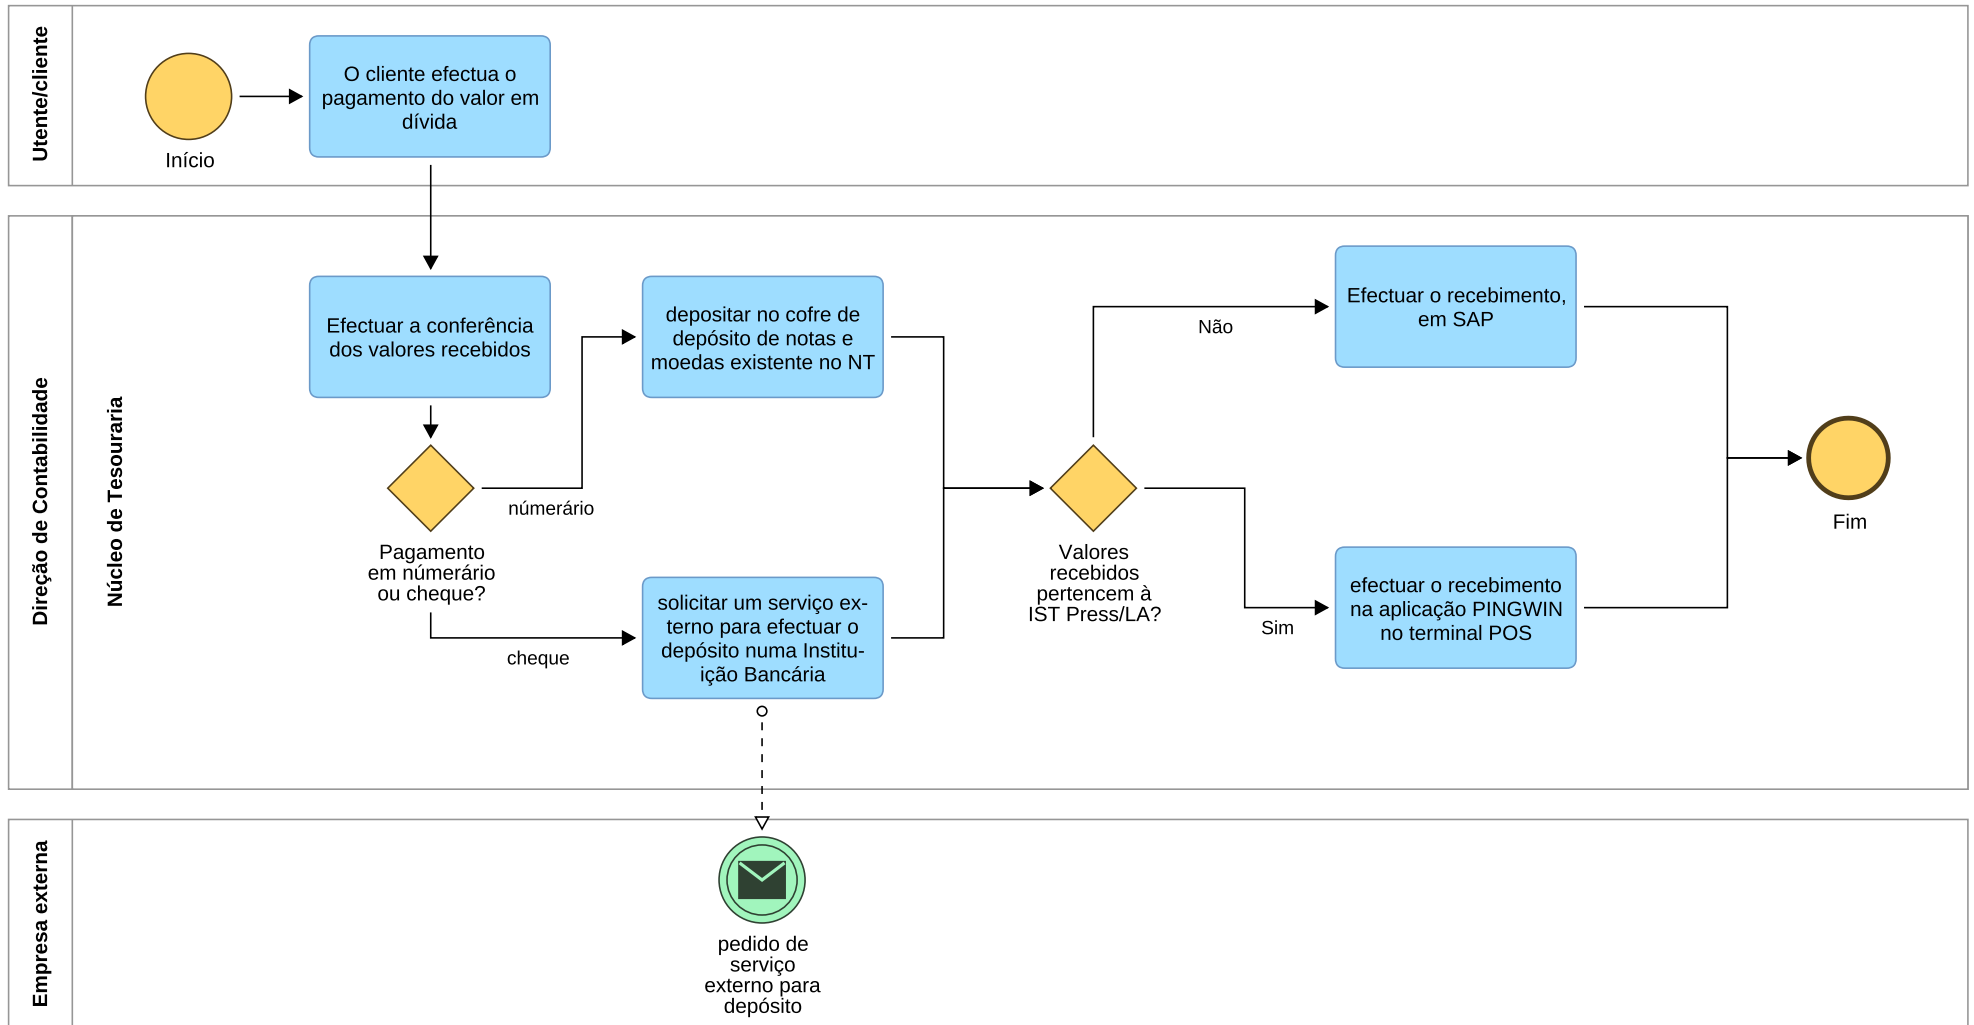 Utente/cliente
Início
O cliente efectua o
pagamento do valor em
dívida
Direção de Contabilidade
Núcleo de Tesouraria
Efectuar a conferência
dos valores recebidos
Pagamento
em númerário
ou cheque?
númerário
cheque
depositar no cofre de
depósito de notas e
moedas existente no NT
solicitar um serviço ex-
terno para efectuar o
depósito numa Institu-
ição Bancária
Valores
recebidos
pertencem à
IST Press/LA?
Não
Sim
Efectuar o recebimento,
em SAP
efectuar o recebimento
na aplicação PINGWIN
no terminal POS
Fim
Empresa externa
pedido de
serviço
externo para
depósito